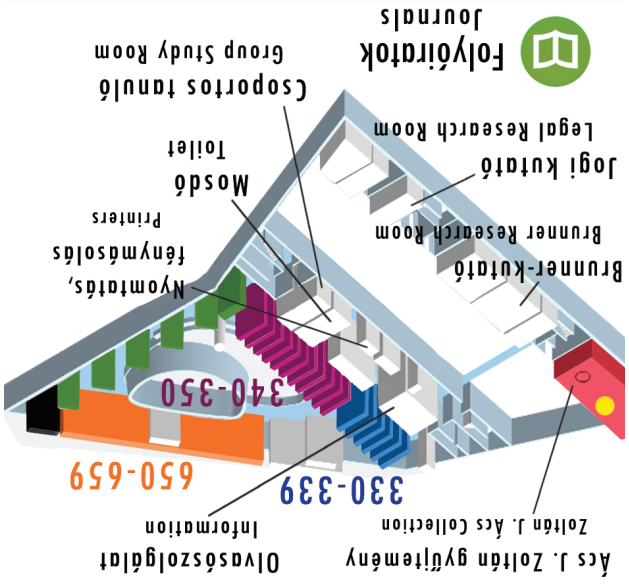 Ács J. Zoltán gyűjtemény
Zoltán J. Ács Collection
Olvasószolgálat
Information
330-339
650-659
340-350
Brunner-kutató
Brunner Research Room
Nyomtatás,
fénymásolás
Printers
Jogi kutató
Legal Research Room
Mosdó
Toilet
Csoportos tanuló
Group Study Room
Folyóiratok
Journals